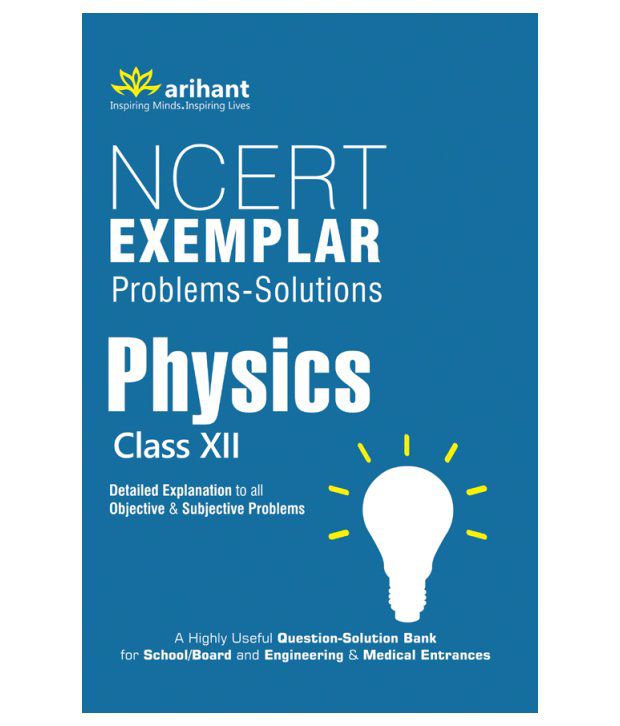 arihant
Inspiring Minds.Inspiring Lives
NCERT
EXEMPLAR
Problems-Solutions
Physics
Class XII
Detailed Explanation to all
Objective & Subjective Problems
A Highly Useful Question-Solution Bank
for School/Board and Engineering & Medical Entrances